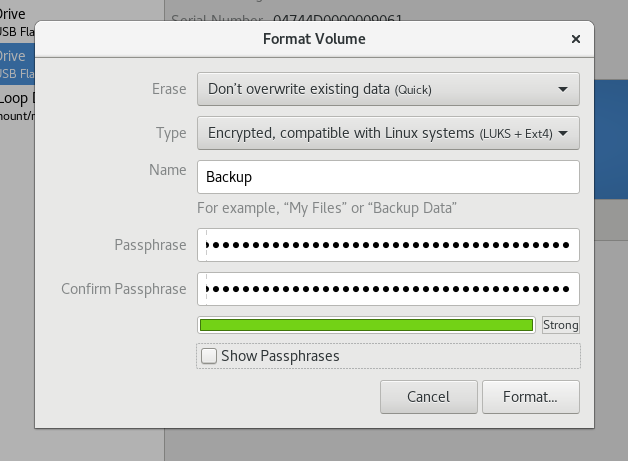 Drive
USB Fla
Serial Number 04744D0000009061
Format Volume
Drive
USB Fla
Loop D
mount/r
Erase Don’t overwrite existing data (Quick)
Type Encrypted, compatible with Linux systems (LUKS + Ext4)
Name Backup
For example, “My Files” or “Backup Data”
Passphrase
Confirm Passphrase
Strong
Show Passphrases
Cancel Format...